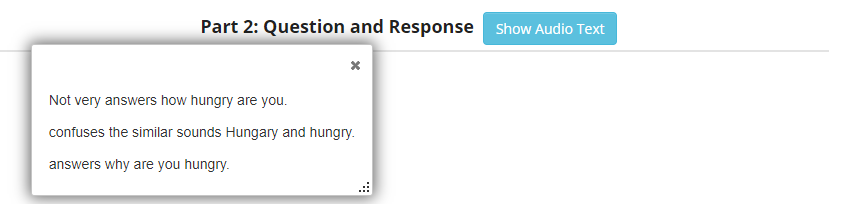 Part 2: Question and Response
Show Audio Text
Not very answers how hungry are you.
confuses the similar sounds Hungary and hungry.
answers why are you hungry.